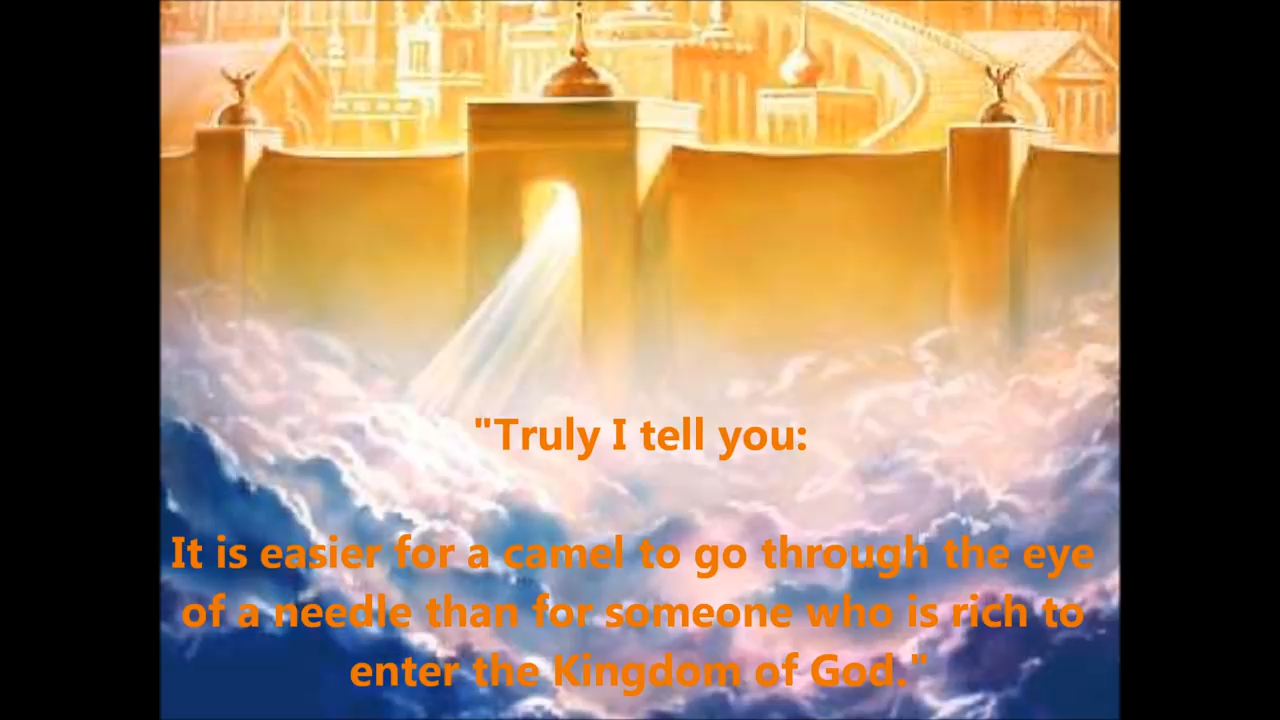 "Truly I tell you:
It is easier for a camel to go through the eye
of a needle than for someone who is rich to
enter the Kingdom of God."